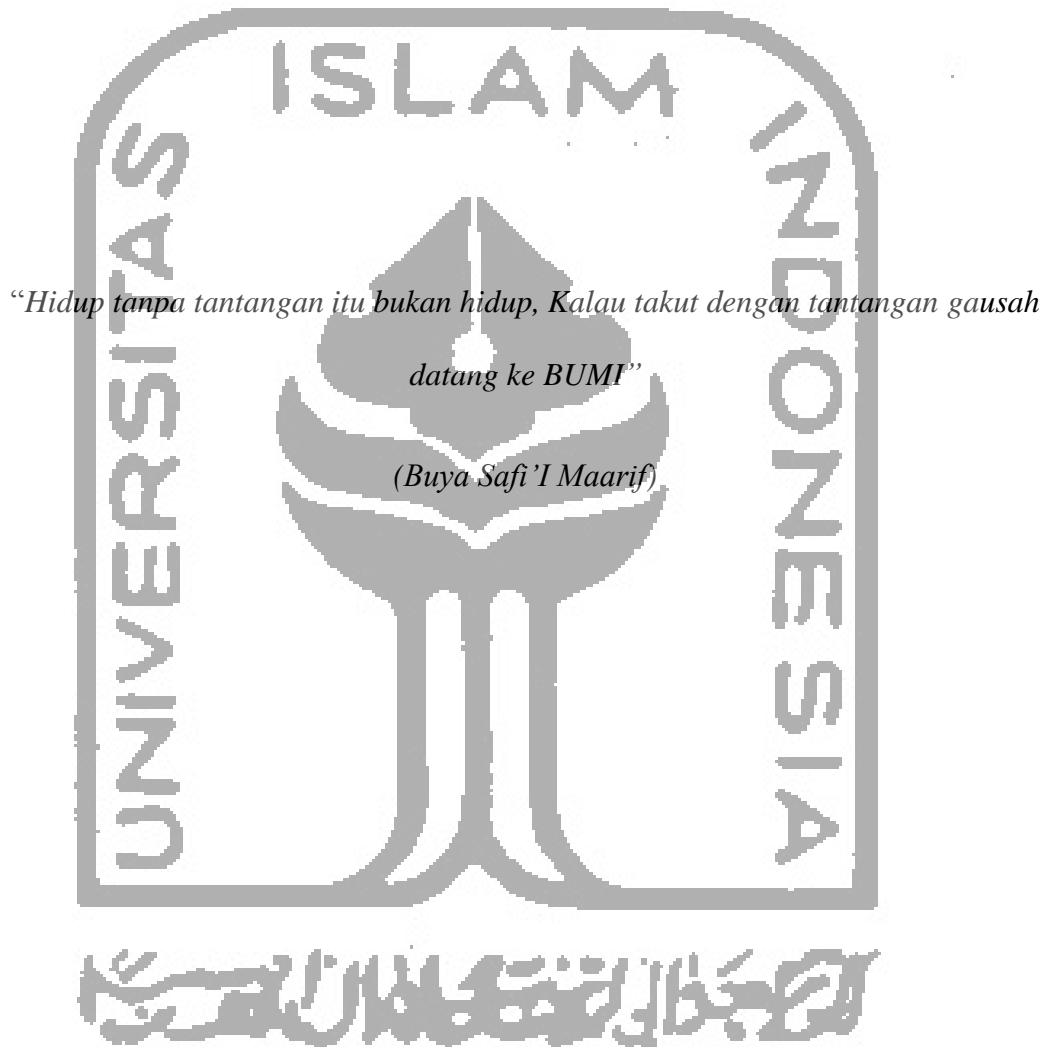 ISLAM
UNIVERSITAS
INDONESIA
“Hidup tanpa tantangan itu bukan hidup, Kalau takut dengan tantangan gausah
datang ke BUMI”
(Buya Safi’I Maarif)